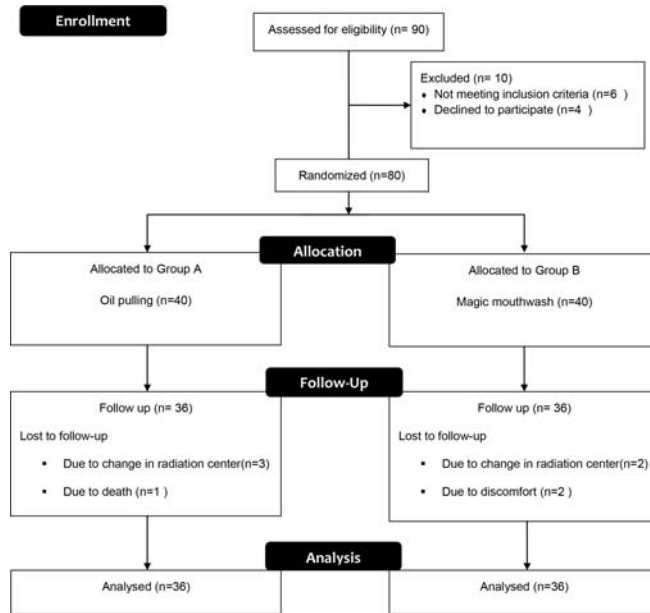 Enrollment
Assessed for eligibility (n= 90)
Excluded (n= 10)
♦ Not meeting inclusion criteria (n=6 )
♦ Declined to participate (n=4 )
Randomized (n=80)
Allocation
Allocated to Group A
Oil pulling (n=40)
Allocated to Group B
Magic mouthwash (n=40)
Follow-Up
Follow up (n= 36)
Lost to follow-up
▪ Due to change in radiation center(n=3)
▪ Due to death (n=1 )
Follow up (n= 36)
Lost to follow-up
▪ Due to change in radiation center(n=2)
▪ Due to discomfort (n=2 )
Analysis
Analysed (n=36)
Analysed (n=36)